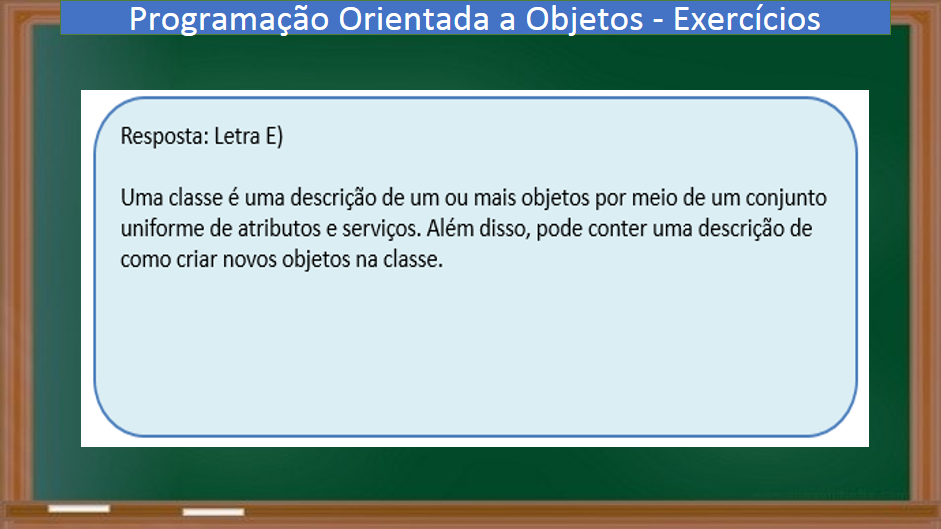 Programação Orientada a Objetos - Exercícios
Resposta: Letra E)
Uma classe é uma descrição de um ou mais objetos por meio de um conjunto
uniforme de atributos e serviços. Além disso, pode conter uma descrição de
como criar novos objetos na classe.